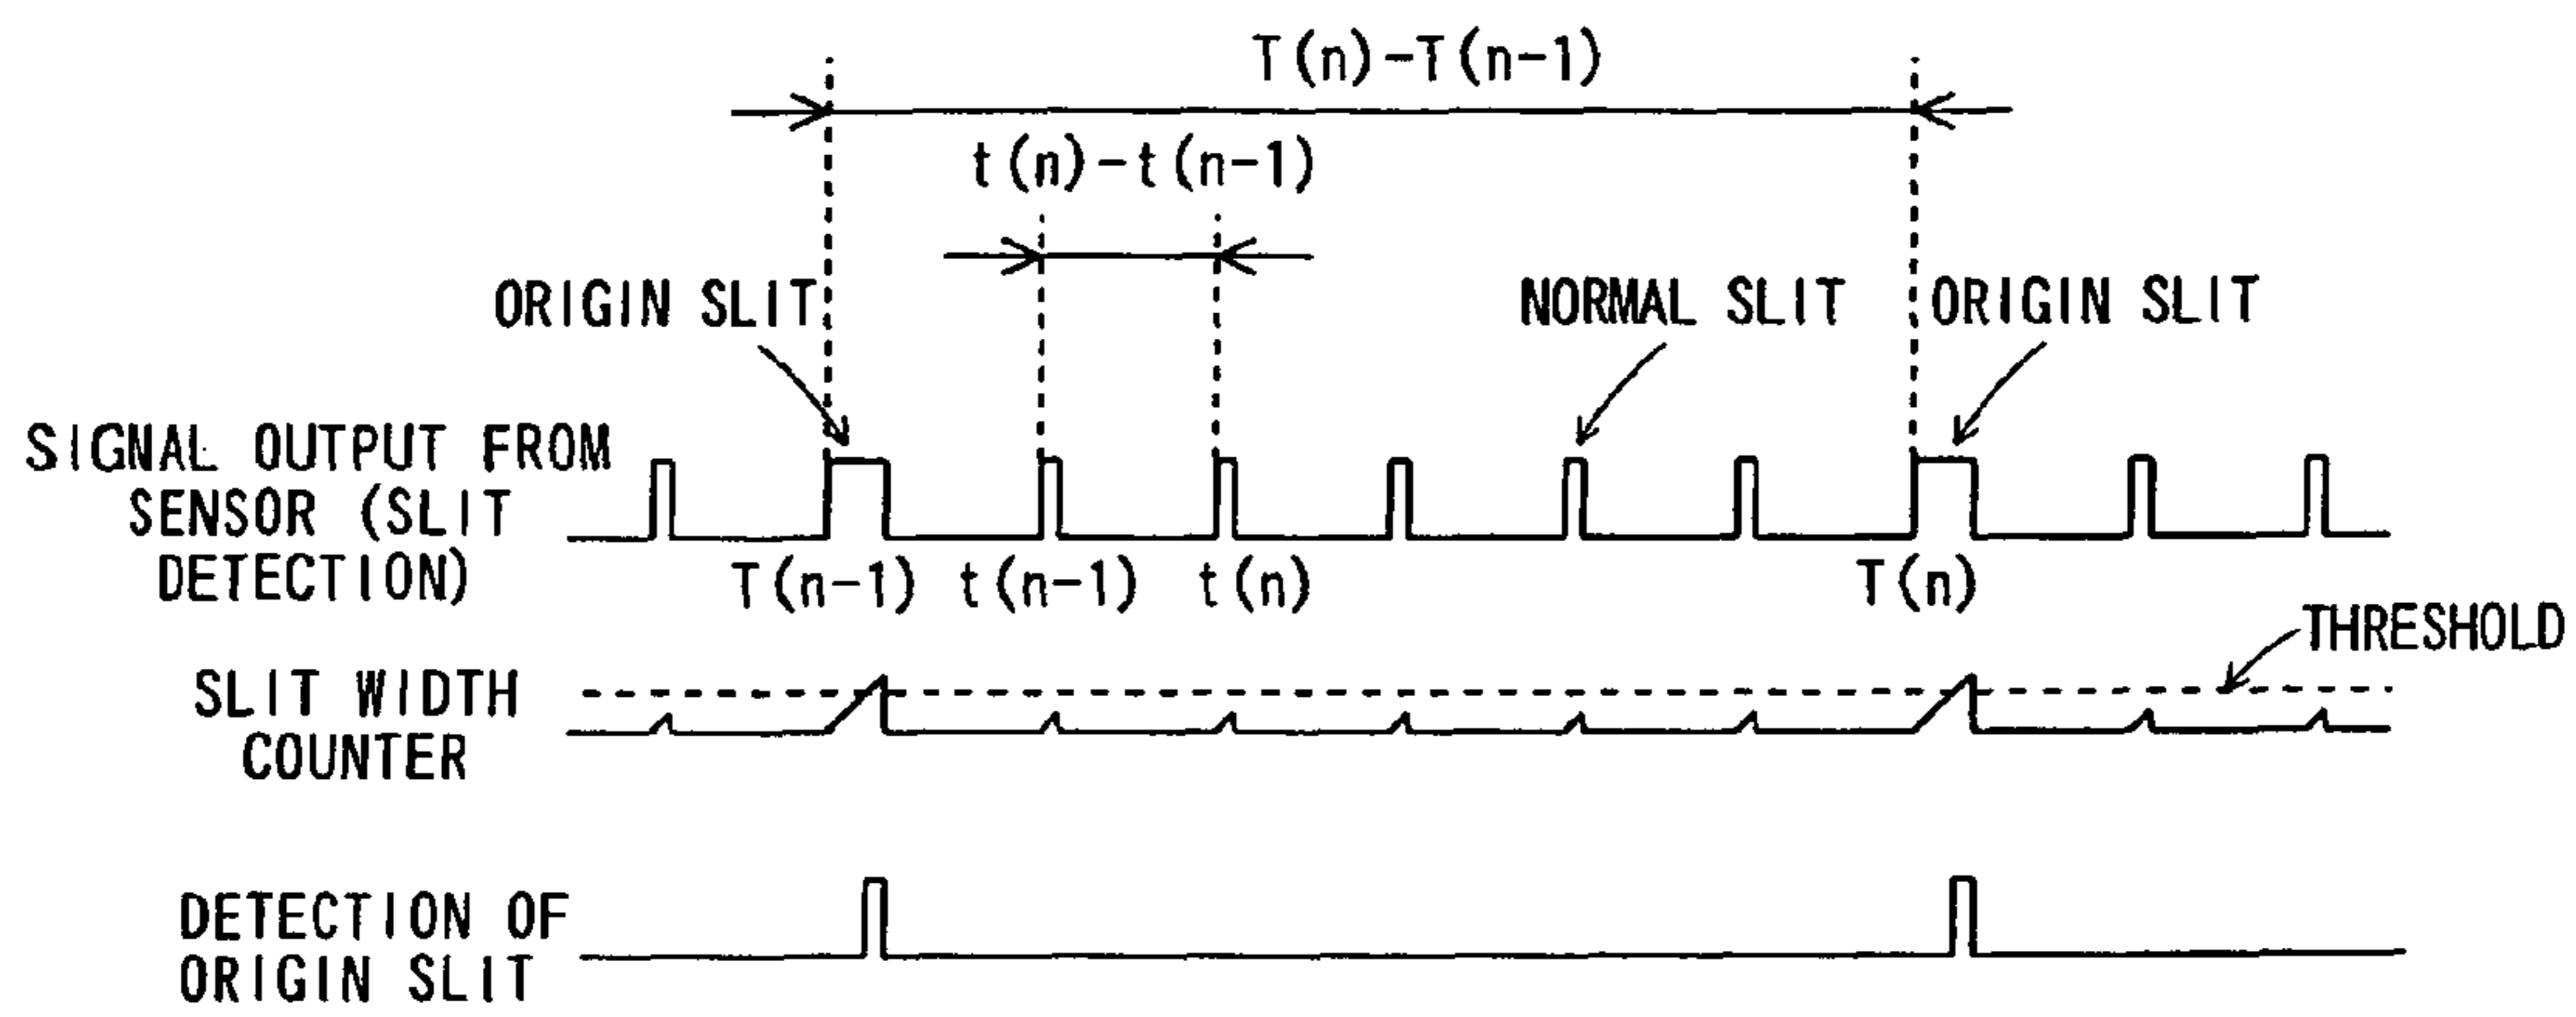 T(n)-T(n-1)
t(n)-t(n-1)
ORIGIN SLIT
NORMAL SLIT
ORIGIN SLIT
SIGNAL OUTPUT FROM
SENSOR (SLIT
DETECTION)
T(n-1)
t(n-1)
t(n)
T(n)
THRESHOLD
SLIT WIDTH
COUNTER
DETECTION OF
ORIGIN SLIT